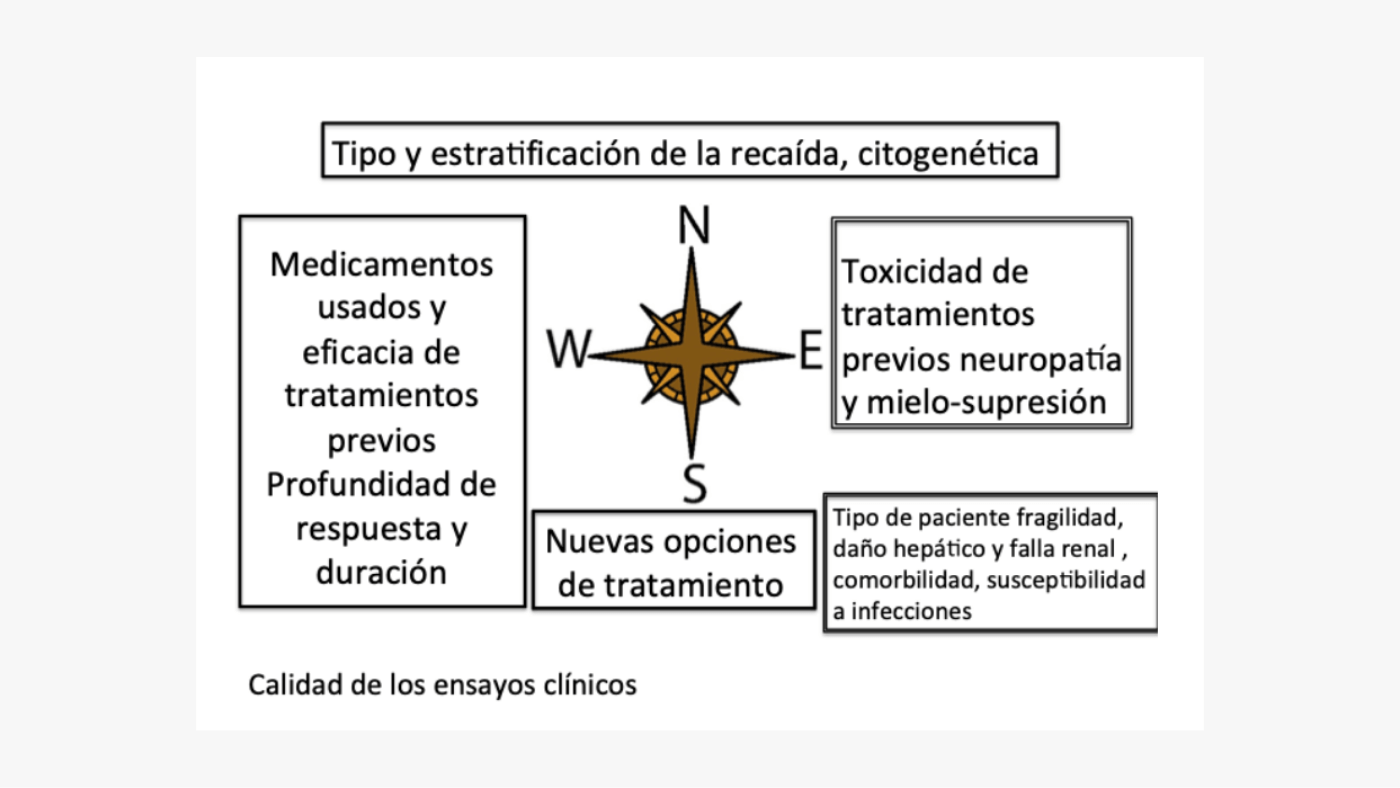 Tipo y estratificación de la recaída, citogenética
Medicamentos
usados y
eficacia de
tratamientos
previos
Profundidad de
respuesta y
duración
N
W
E
S
Toxicidad de
tratamientos
previos neuropatía
y mielo-supresión
Nuevas opciones
de tratamiento
Tipo de paciente fragilidad,
daño hepático y falla renal ,
comorbilidad, susceptibilidad
a infecciones
Calidad de los ensayos clínicos